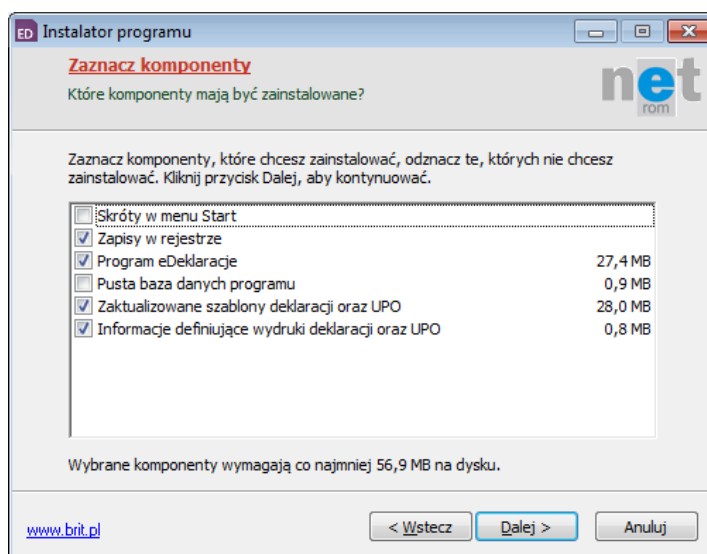 ED Instalator programu
Zaznacz komponenty
Które komponenty mają być zainstalowane?
net
rom
Zaznacz komponenty, które chcesz zainstalować, odznacz te, których nie chcesz
zainstalować. Kliknij przycisk Dalej, aby kontynuować.
Skróty w menu Start
Zapisy w rejestrze
Program eDeklaracje 27,4 MB
Pusta baza danych programu 0,9 MB
Zaktualizowane szablony deklaracji oraz UPO 28,0 MB
Informacje definiujące wydruki deklaracji oraz UPO 0,8 MB
Wybrane komponenty wymagają co najmniej 56,9 MB na dysku.
www.brit.pl < Wstecz Dalej > Anuluj